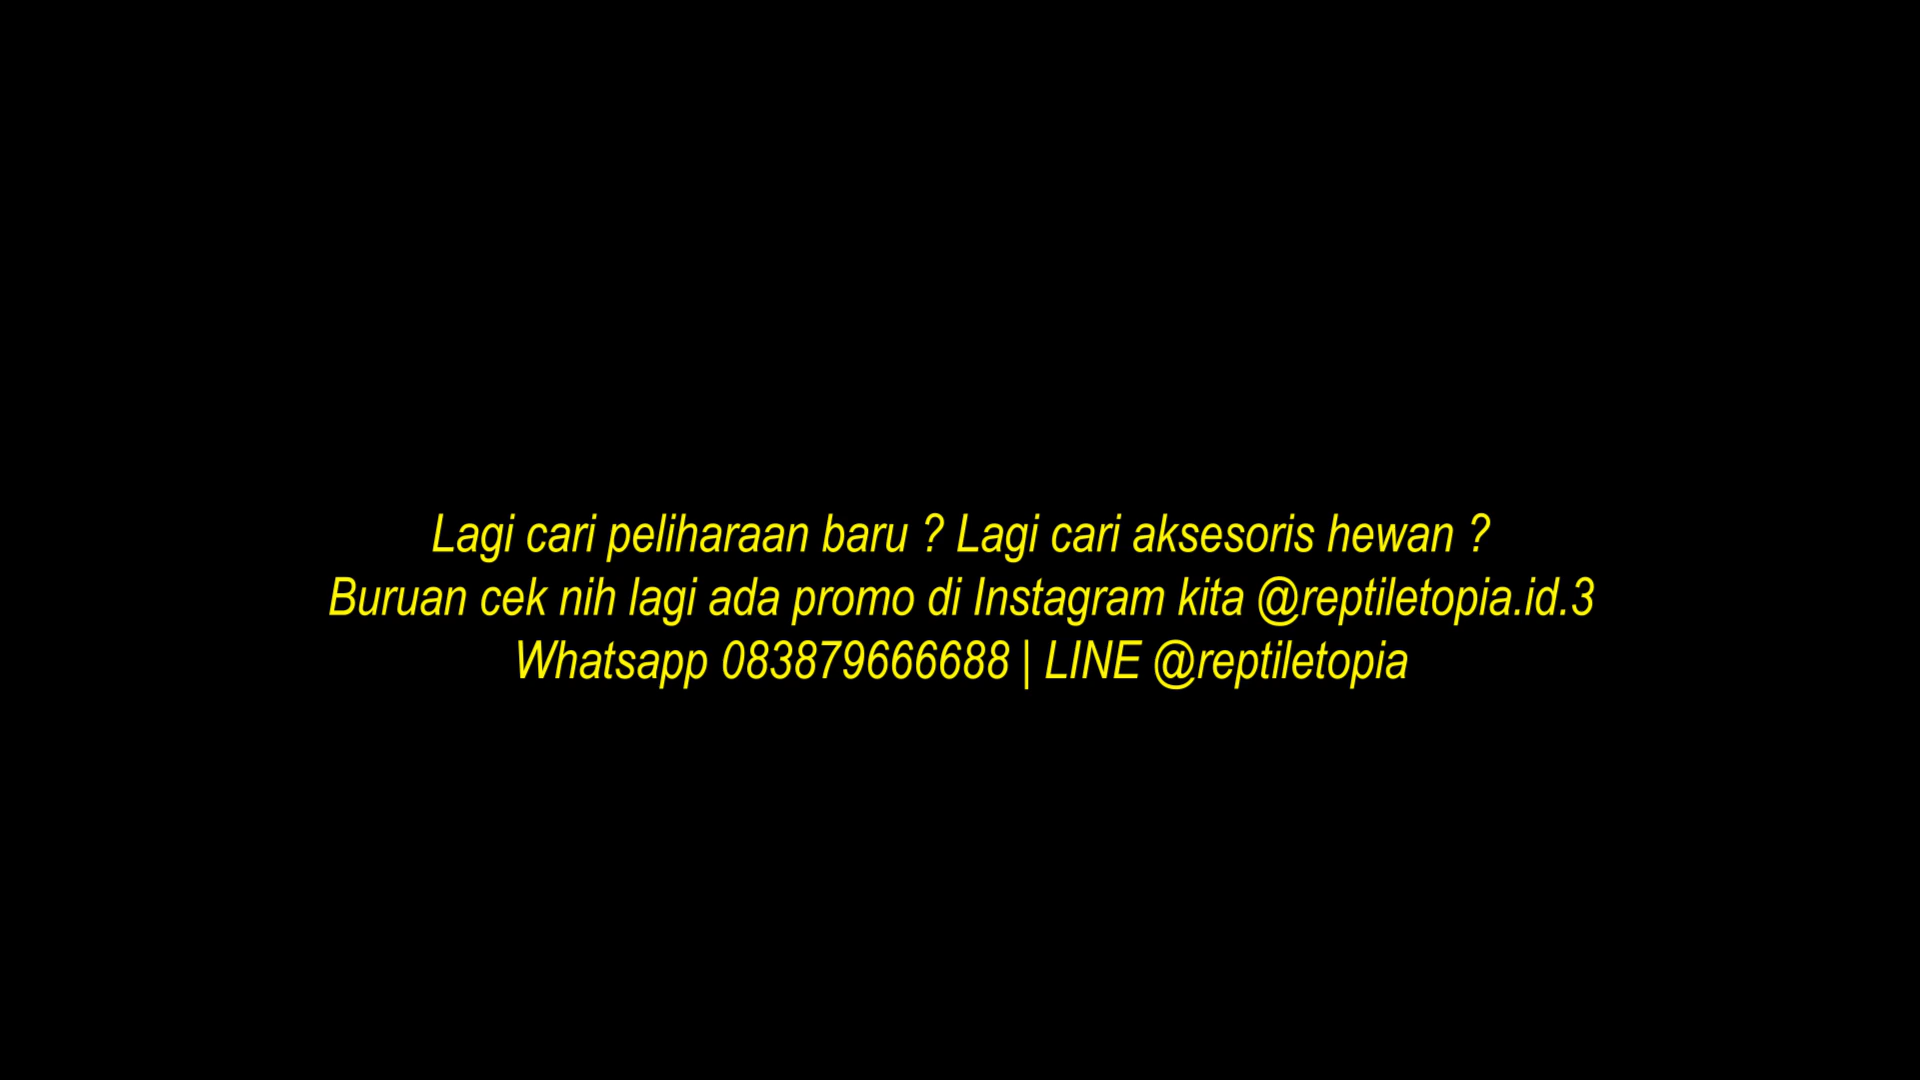 Lagi cari peliharaan baru ? Lagi cari aksesoris hewan ?
Buruan cek nih lagi ada promo di Instagram kita @reptiletopia.id.3
Whatsapp 083879666688 | LINE @reptiletopia